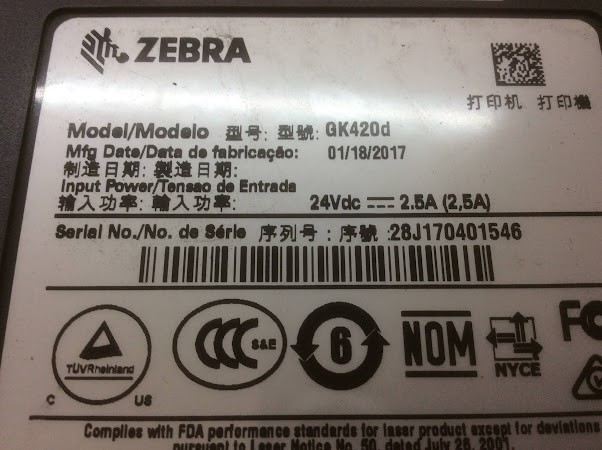 ZEBRA
打印机 打印機
Model/Modelo 型号: 型號: GK420d
Mfg Date/Data de fabricação: 01/18/2017
制造日期: 製造日期:
Input Power/Tensao de Entrada
输入功率: 輸入功率: 24Vdc 2.5A (2,5A)
Serial No./No. de Série 序列号: 序號: 28J170401546
TÜVRheinland
C US
CCC S&E
6
NOM
NYCE
FC
Complies with FDA performance standards for laser product except for deviations
pursuant to Laser Notice No. 50, dated July 26, 2001.